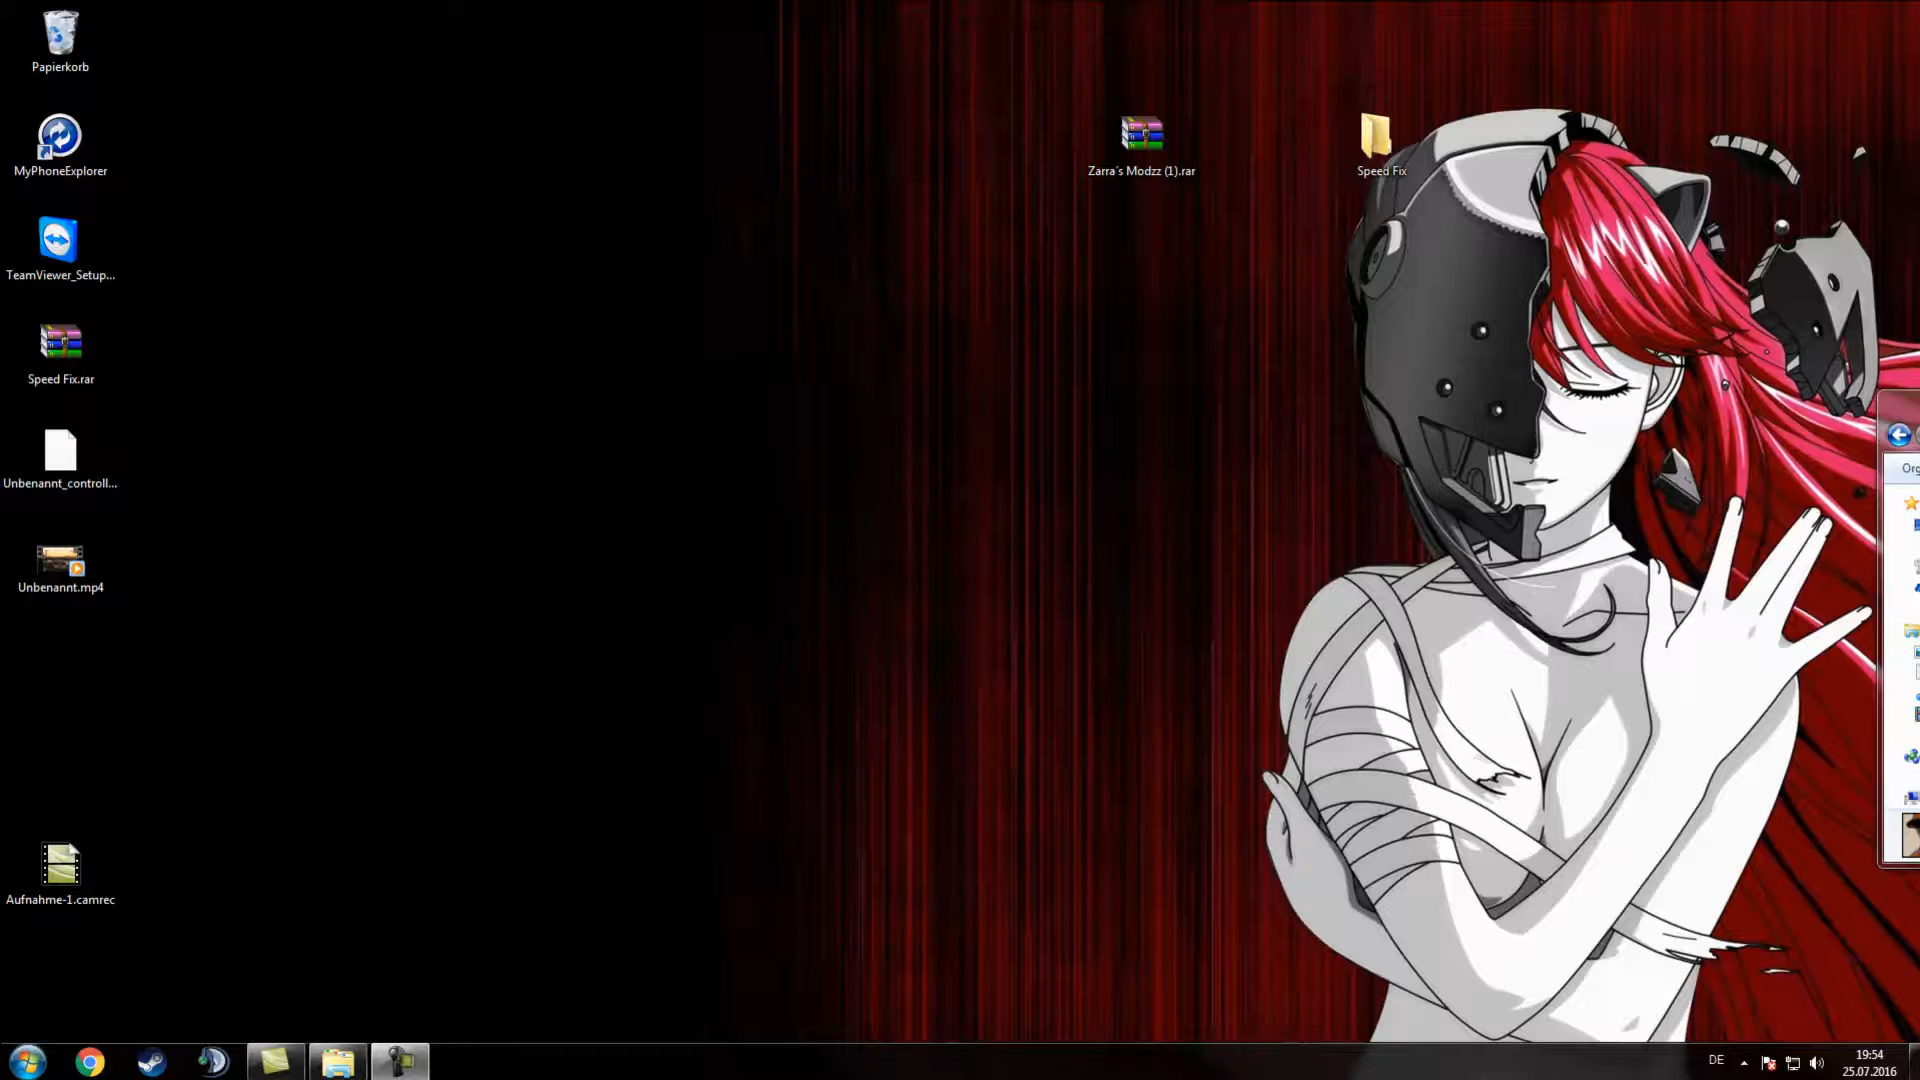 Papierkorb
MyPhoneExplorer
TeamViewer_Setup...
Speed Fix.rar
Unbenannt_controll...
Unbenannt.mp4
Aufnahme-1.camrec
Zarra's Modzz (1).rar
Speed Fix
Org
DE
19:54
25.07.2016